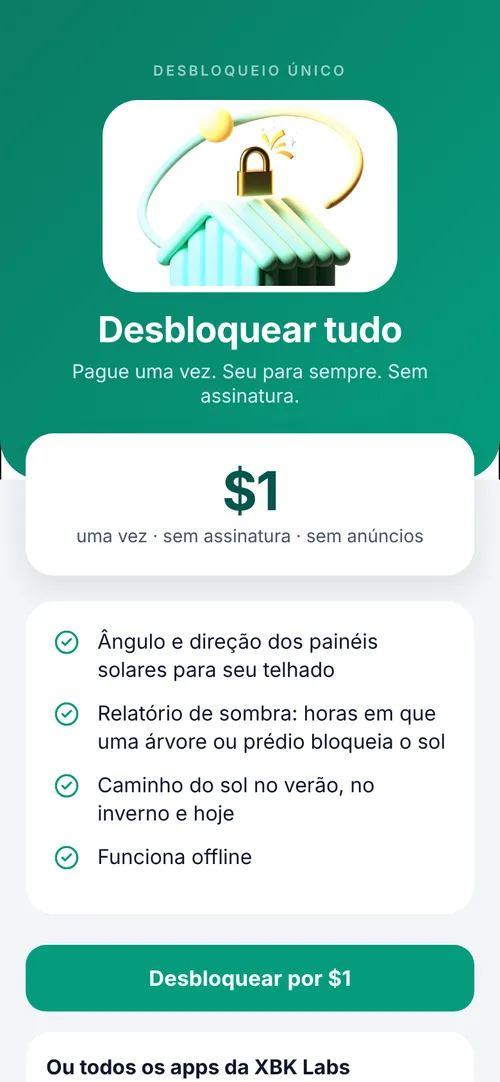 DESBLOQUEIO ÚNICO
Desbloquear tudo
Pague uma vez. Seu para sempre. Sem
assinatura.
$1
uma vez · sem assinatura · sem anúncios
Ângulo e direção dos painéis
solares para seu telhado
Relatório de sombra: horas em que
uma árvore ou prédio bloqueia o sol
Caminho do sol no verão, no
inverno e hoje
Funciona offline
Desbloquear por $1
Ou todos os apps da XBK Labs